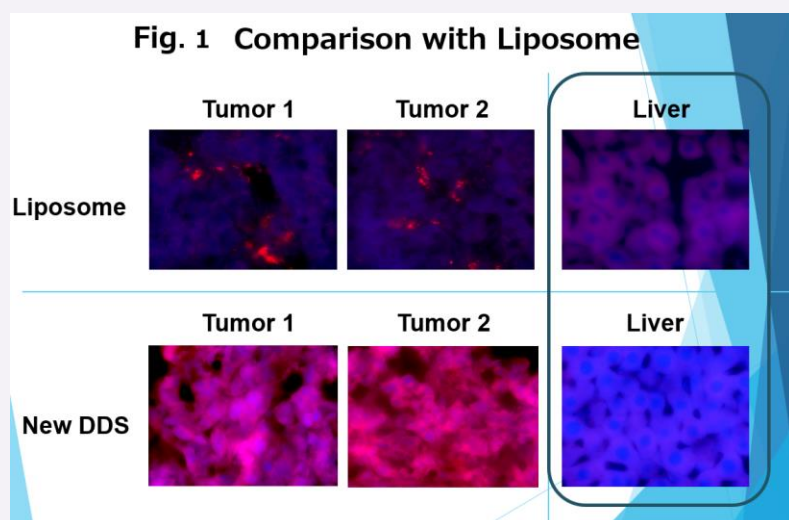 Fig. 1 Comparison with Liposome
Tumor 1
Tumor 2
Liver
Liposome
Tumor 1
Tumor 2
Liver
New DDS